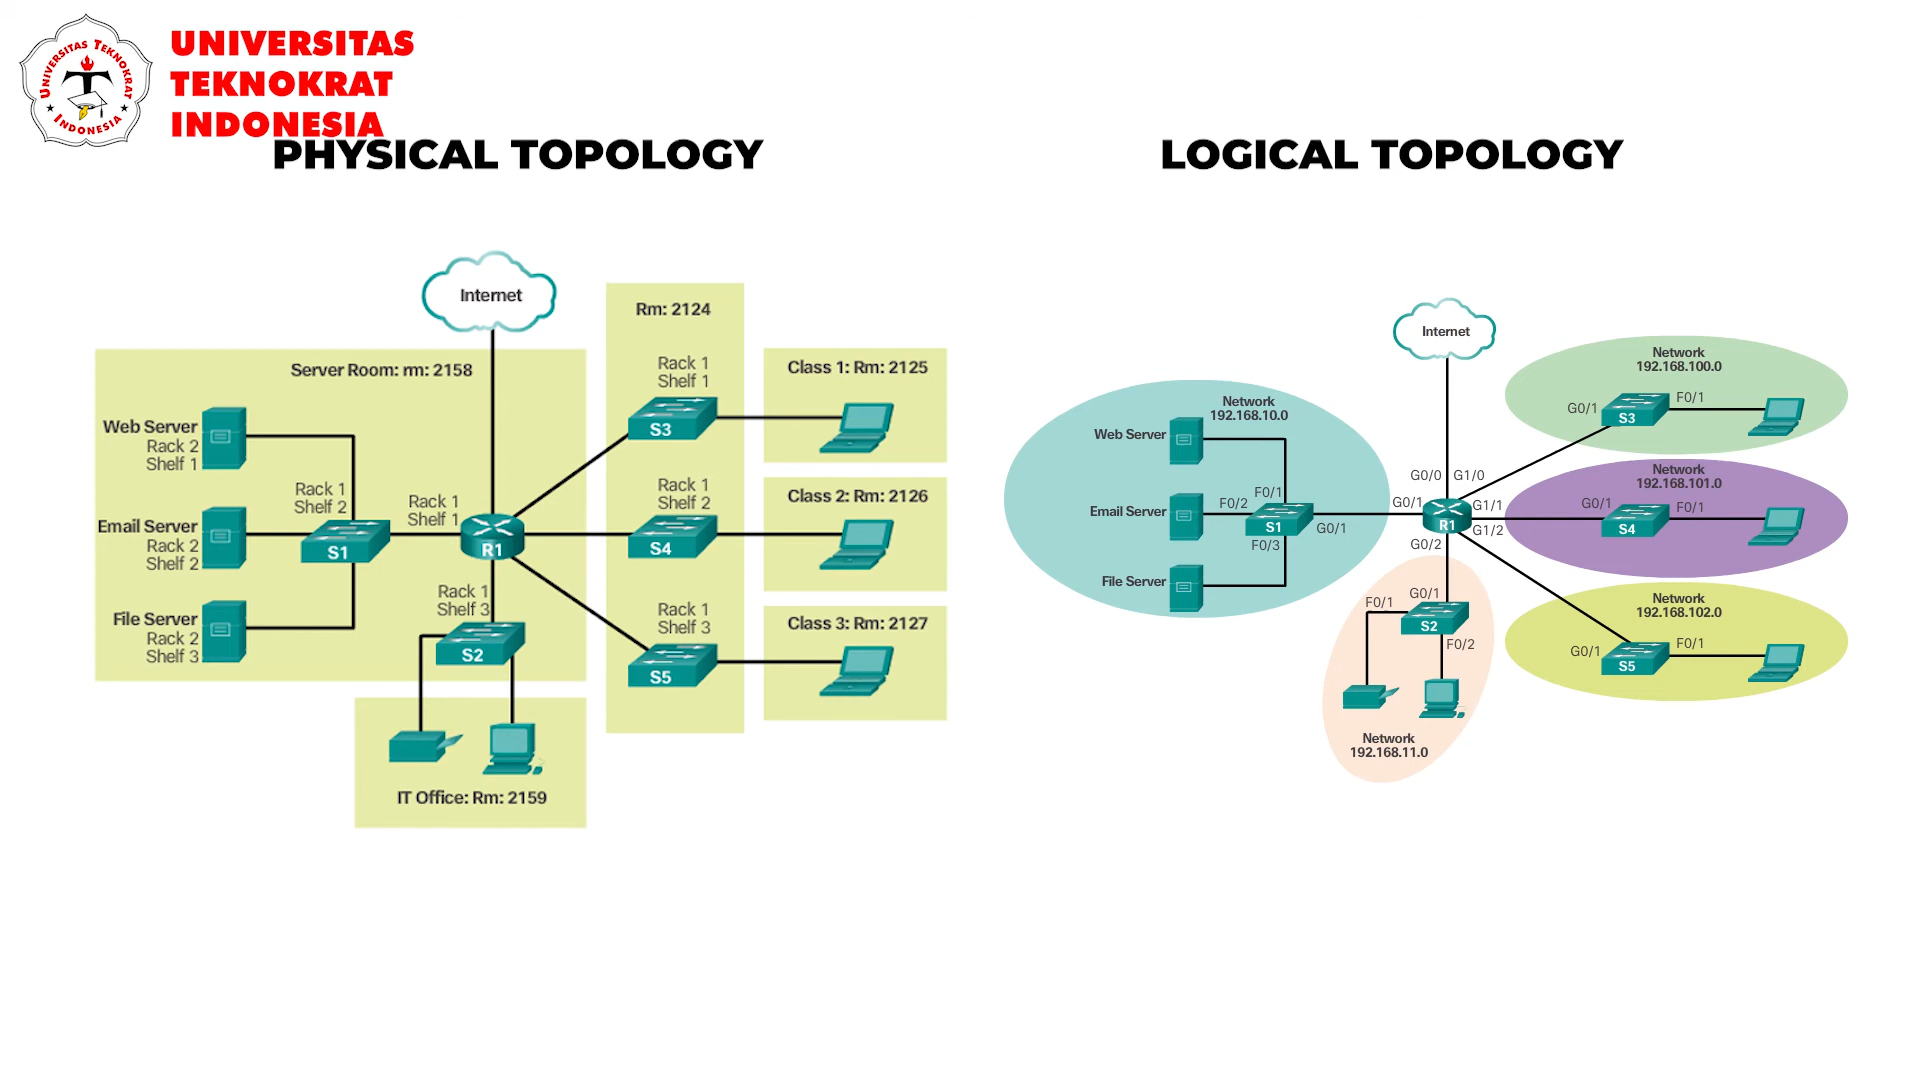 UNIVERSITAS TEKNOKRAT
INDONESIA
UNIVERSITAS
TEKNOKRAT
INDONESIA
PHYSICAL TOPOLOGY
Internet
Rm: 2124
Server Room: rm: 2158
Rack 1
Shelf 1
S3
Class 1: Rm: 2125
Web Server
Rack 2
Shelf 1
Rack 1
Shelf 2
S1
Rack 1
Shelf 1
R1
Rack 1
Shelf 2
S4
Class 2: Rm: 2126
Email Server
Rack 2
Shelf 2
File Server
Rack 2
Shelf 3
Rack 1
Shelf 3
S2
Rack 1
Shelf 3
S5
Class 3: Rm: 2127
IT Office: Rm: 2159
LOGICAL TOPOLOGY
Internet
Network
192.168.10.0
Web Server
Email Server
File Server
F0/1
F0/2
S1
F0/3
G0/1
G0/0
G1/0
G0/1
R1
G1/1
G1/2
G0/2
Network
192.168.100.0
G0/1
S3
F0/1
Network
192.168.101.0
G0/1
S4
F0/1
Network
192.168.102.0
G0/1
S5
F0/1
G0/1
F0/1
S2
F0/2
Network
192.168.11.0